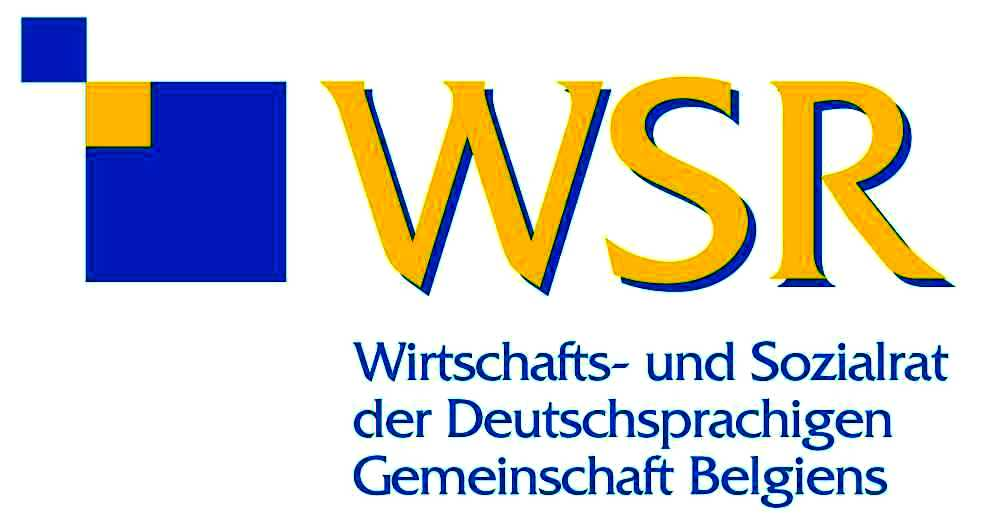 WSR
Wirtschafts- und Sozialrat
der Deutschsprachigen
Gemeinschaft Belgiens